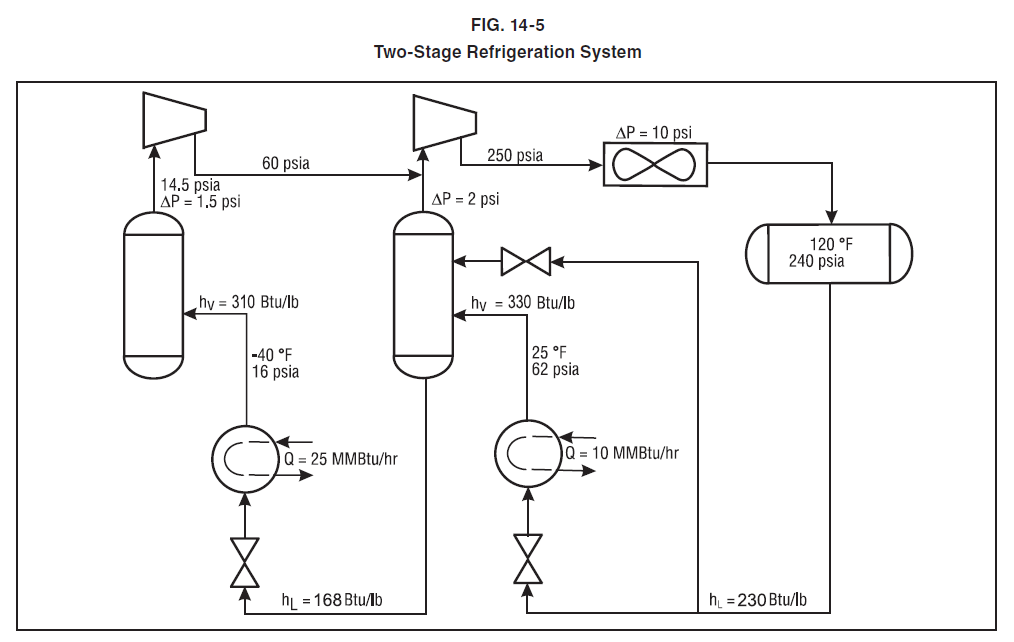 FIG. 14-5
Two-Stage Refrigeration System
ΔP = 10 psi
60 psia
250 psia
14.5 psia
ΔP = 1.5 psi
ΔP = 2 psi
120 °F
240 psia
hV = 310 Btu/lb
hV = 330 Btu/lb
-40 °F
16 psia
25 °F
62 psia
Q = 25 MMBtu/hr
Q = 10 MMBtu/hr
hL = 168 Btu/lb
hL = 230 Btu/lb